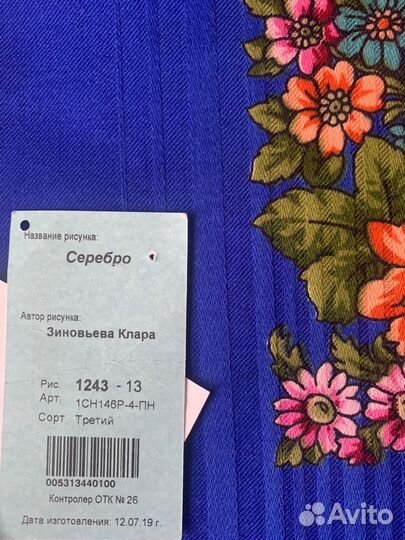 Название рисунка:
Серебро
Автор рисунка:
Зиновьева Клара
Рис. 1243 - 13
Арт. 1СН146Р-4-ПН
Сорт Третий
005313440100
Контролер ОТК № 26
Дата изготовления: 12.07.19 г.
Avito